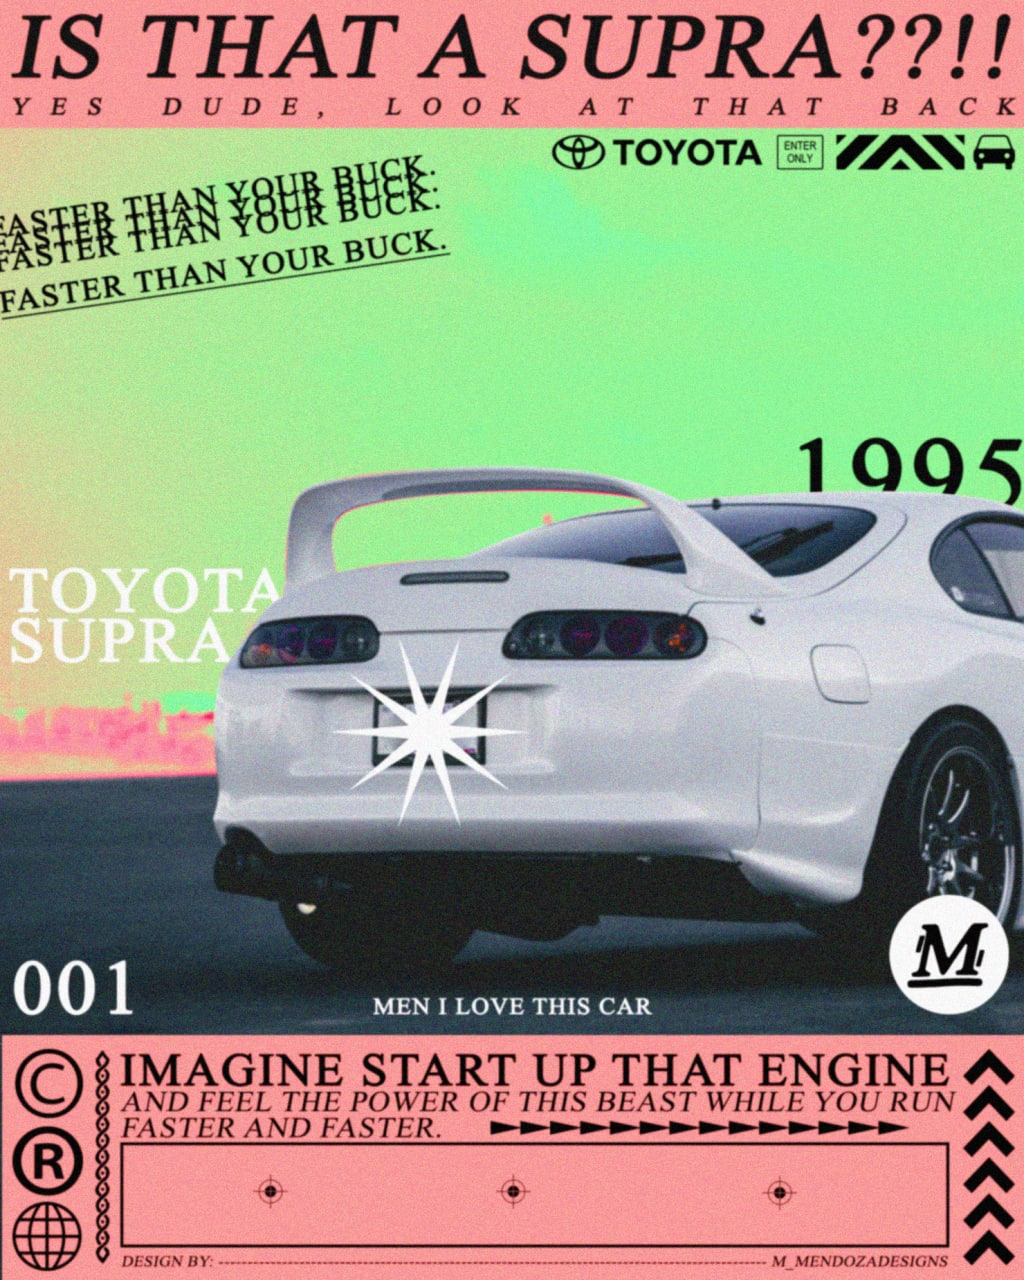 IS THAT A SUPRA??!!
YES DUDE, LOOK AT THAT BACK
TOYOTA
ENTER
ONLY
FASTER THAN YOUR BUCK.
FASTER THAN YOUR BUCK.
FASTER THAN YOUR BUCK.
FASTER THAN YOUR BUCK.
1995
TOYOTA
SUPRA
001
MEN I LOVE THIS CAR
M
©
IMAGINE START UP THAT ENGINE
AND FEEL THE POWER OF THIS BEAST WHILE YOU RUN
FASTER AND FASTER.
®
DESIGN BY: M_MENDOZADESIGNS